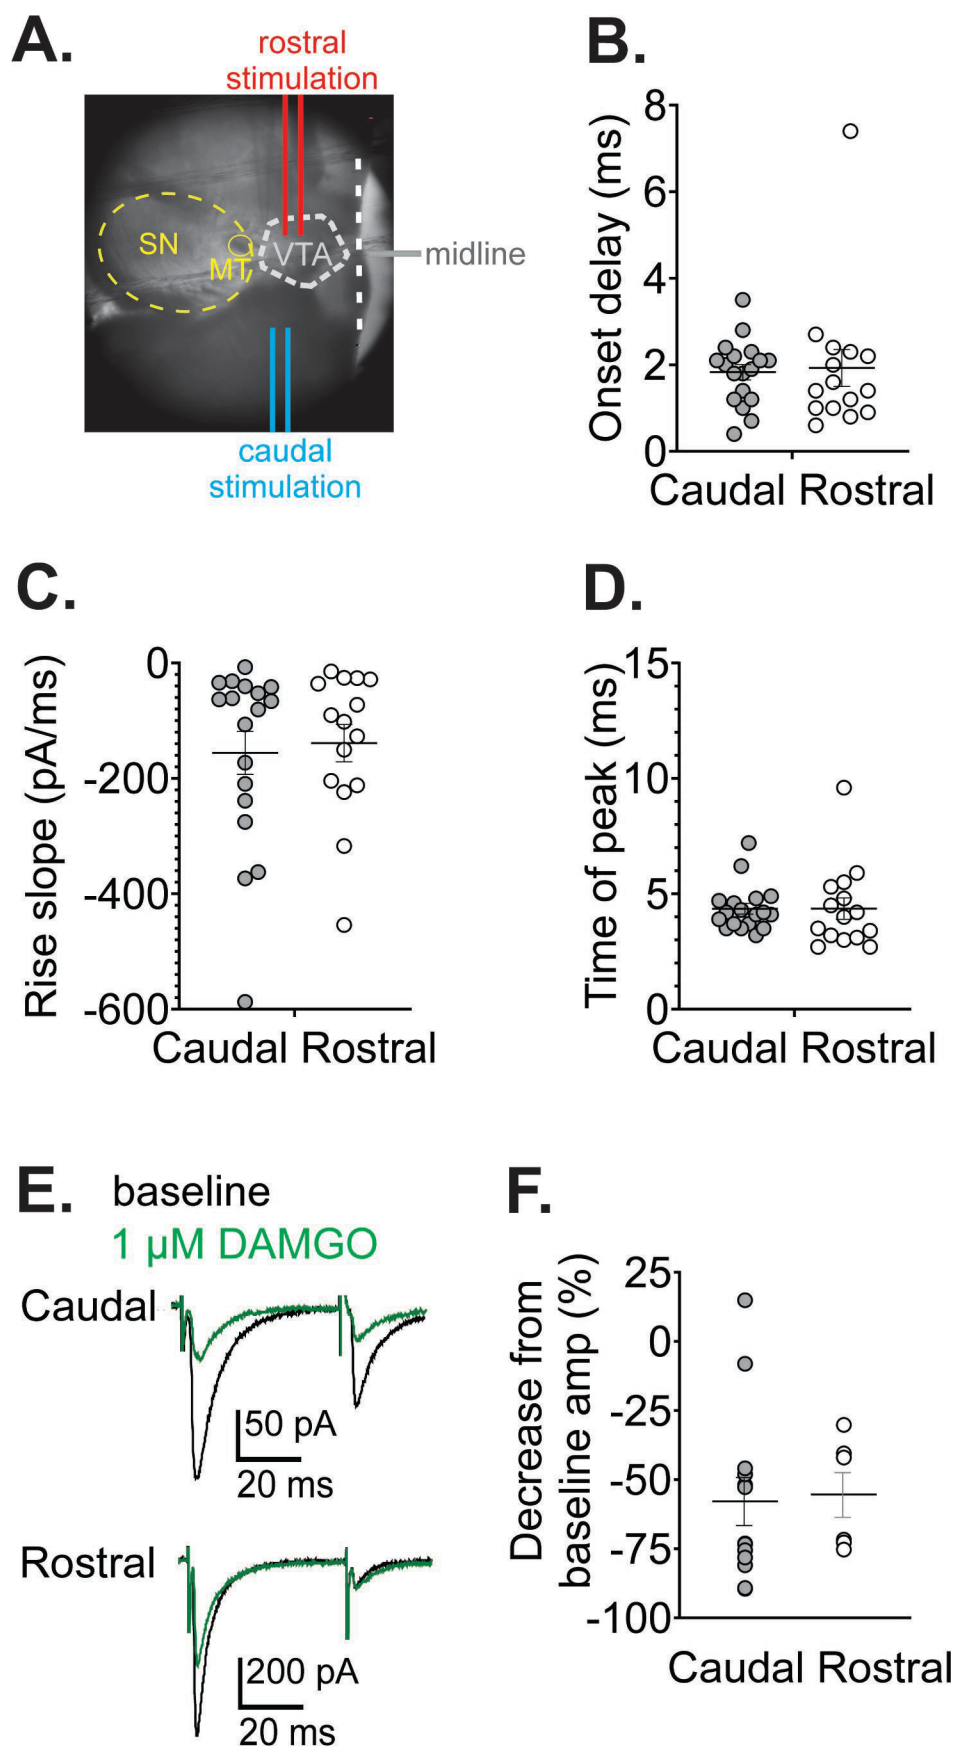 A.
rostral
stimulation
SN
MT
VTA
midline
caudal
stimulation
B.
Onset delay (ms)
8
6
4
2
0
Caudal Rostral
C.
Rise slope (pA/ms)
0
-200
-400
-600
Caudal Rostral
D.
Time of peak (ms)
15
10
5
0
Caudal Rostral
E.
baseline
1 µM DAMGO
Caudal
50 pA
20 ms
Rostral
200 pA
20 ms
F.
Decrease from
baseline amp (%)
25
0
-25
-50
-75
-100
Caudal Rostral